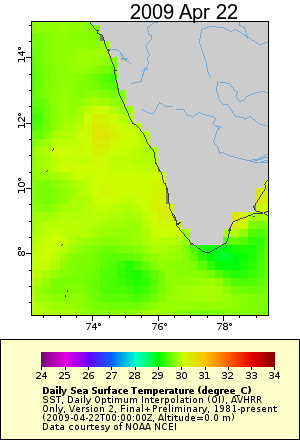 2009 Apr 22
14°
12°
10°
8°
74° 76° 78°
24 25 26 27 28 29 30 31 32 33 34
Daily Sea Surface Temperature (degree_C)
SST, Daily Optimum Interpolation (OI), AVHRR
Only, Version 2, Final+Preliminary, 1981-present
(2009-04-22T00:00:00Z, Altitude=0.0 m)
Data courtesy of NOAA NCEI